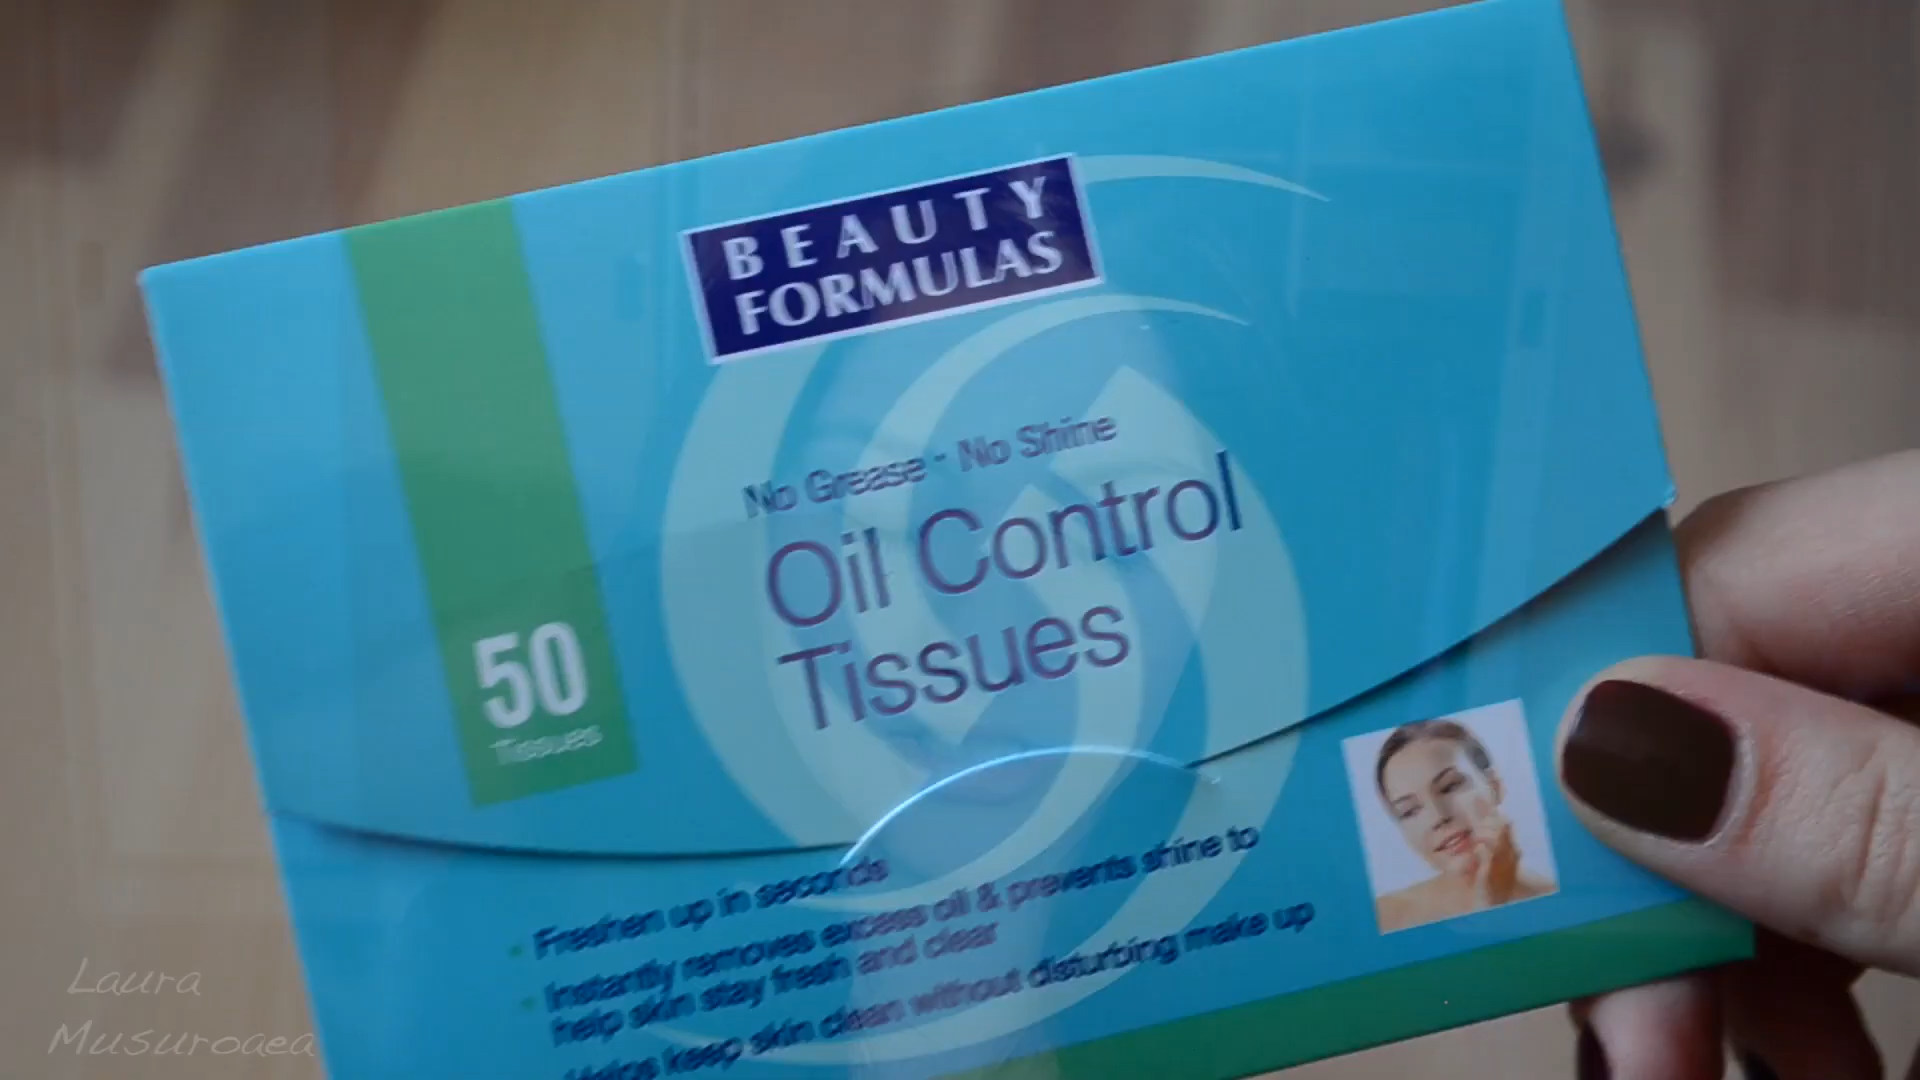 BEAUTY
FORMULAS
No Grease - No Shine
Oil Control
Tissues
50
Tissues
• Freshen up in seconds
• Instantly removes excess oil & prevents shine to
help skin stay fresh and clear
Helps keep skin clean without disturbing make up
Laura
Musuroaea